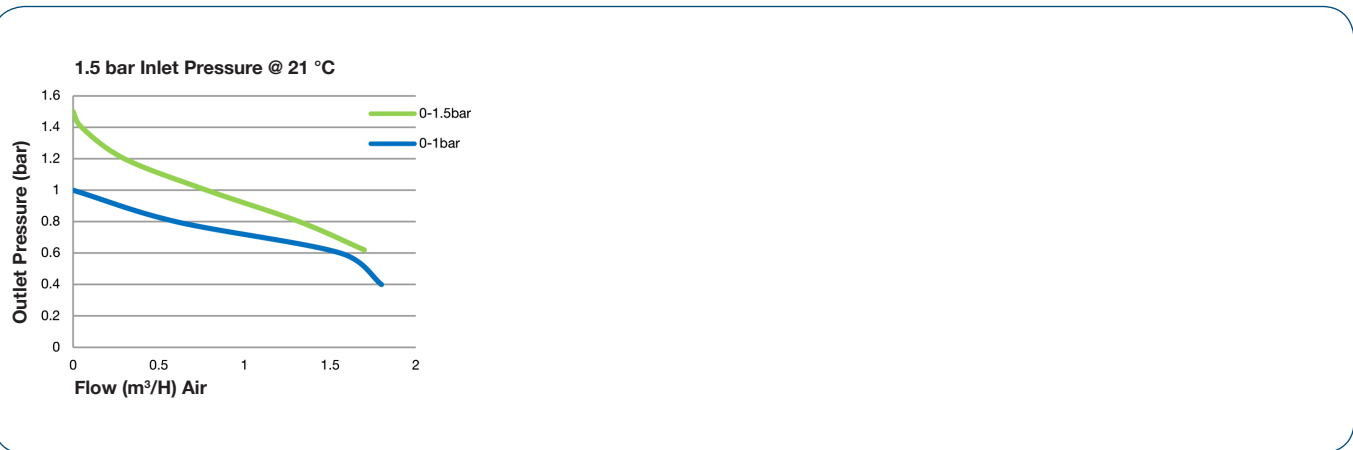 1.5 bar Inlet Pressure @ 21 °C
1.6
1.4
1.2
1
0.8
0.6
0.4
0.2
0
Outlet Pressure (bar)
0-1.5bar
0-1bar
0 0.5 1 1.5 2
Flow (m³/H) Air